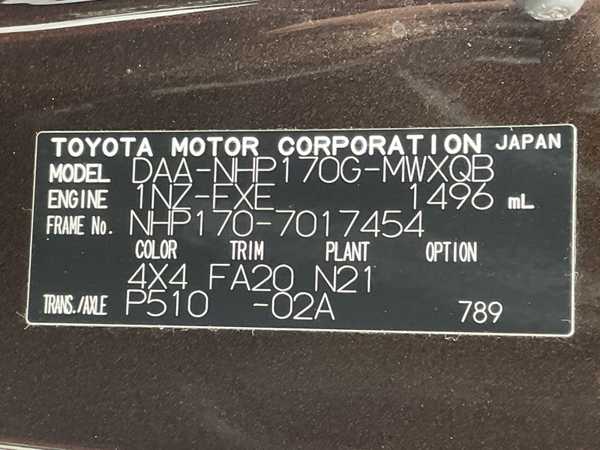 TOYOTA MOTOR CORPORATION JAPAN
MODEL DAA-NHP170G-MWXQB
ENGINE 1NZ-FXE 1496 mL
FRAME No. NHP170-7017454
COLOR TRIM PLANT OPTION
4X4 FA20 N21
TRANS./AXLE P510 -02A 789